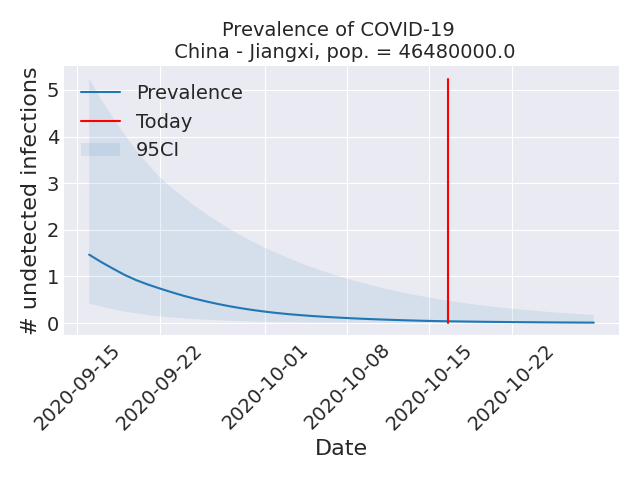 Prevalence of COVID-19
China - Jiangxi, pop. = 46480000.0
# undetected infections
5
4
3
2
1
0
Prevalence
Today
95CI
2020-09-15
2020-09-22
2020-10-01
2020-10-08
2020-10-15
2020-10-22
Date